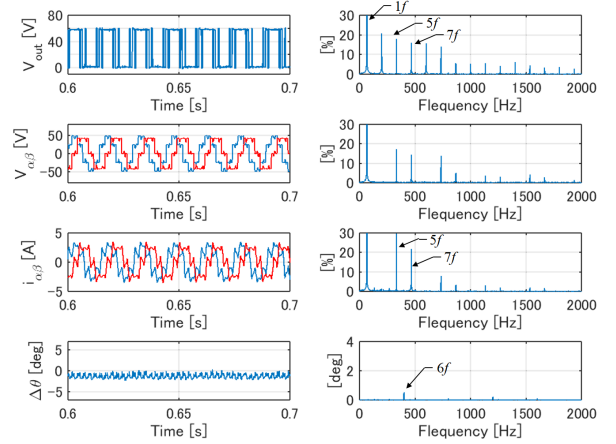 V_out [V]
80
60
40
20
0
0.6 0.65 0.7
Time [s]
[%]
30
20
10
0
1f
5f
7f
0 500 1000 1500 2000
Flequency [Hz]
V_αβ [V]
50
0
-50
0.6 0.65 0.7
Time [s]
[%]
30
20
10
0
0 500 1000 1500 2000
Flequency [Hz]
i_αβ [A]
5
0
-5
0.6 0.65 0.7
Time [s]
[%]
30
20
10
0
5f
7f
0 500 1000 1500 2000
Flequency [Hz]
Δθ [deg]
5
0
-5
0.6 0.65 0.7
Time [s]
[deg]
4
2
0
6f
0 500 1000 1500 2000
Flequency [Hz]